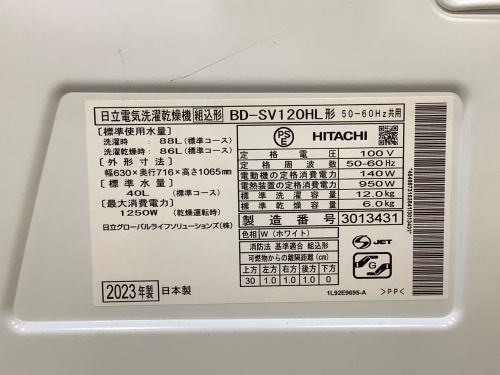 日立電気洗濯乾燥機 組込形 BD-SV120HL形 50-60Hz共用
[標準使用水量]
洗濯時 : 88L (標準コース)
洗濯乾燥時 : 86L (標準コース)
[外形寸法]
幅630×奥行716×高さ1065mm
[標準水量]
40L (標準コース)
[最大消費電力]
1250W (乾燥運転時)
日立グローバルライフソリューションズ(株)
PS
E
HITACHI
定格電圧 100V
定格周波数 50-60Hz
電動機の定格消費電力 140W
電熱装置の定格消費電力 950W
標準洗濯容量 12.0kg
標準乾燥容量 6.0kg
製造番号 3013431
色相 W (ホワイト)
消防法 基準適合 組込形
可燃物からの離隔距離(cm)
上方 左方 右方 前方 後方 下方
30 1.0 1.0 1.0 1.0 0
S JET
G
2023年製 日本製
1L92E9695-A
>PP<